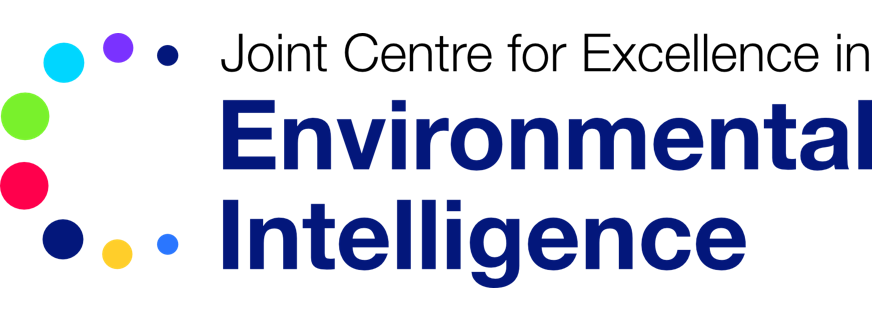 Joint Centre for Excellence in
Environmental
Intelligence